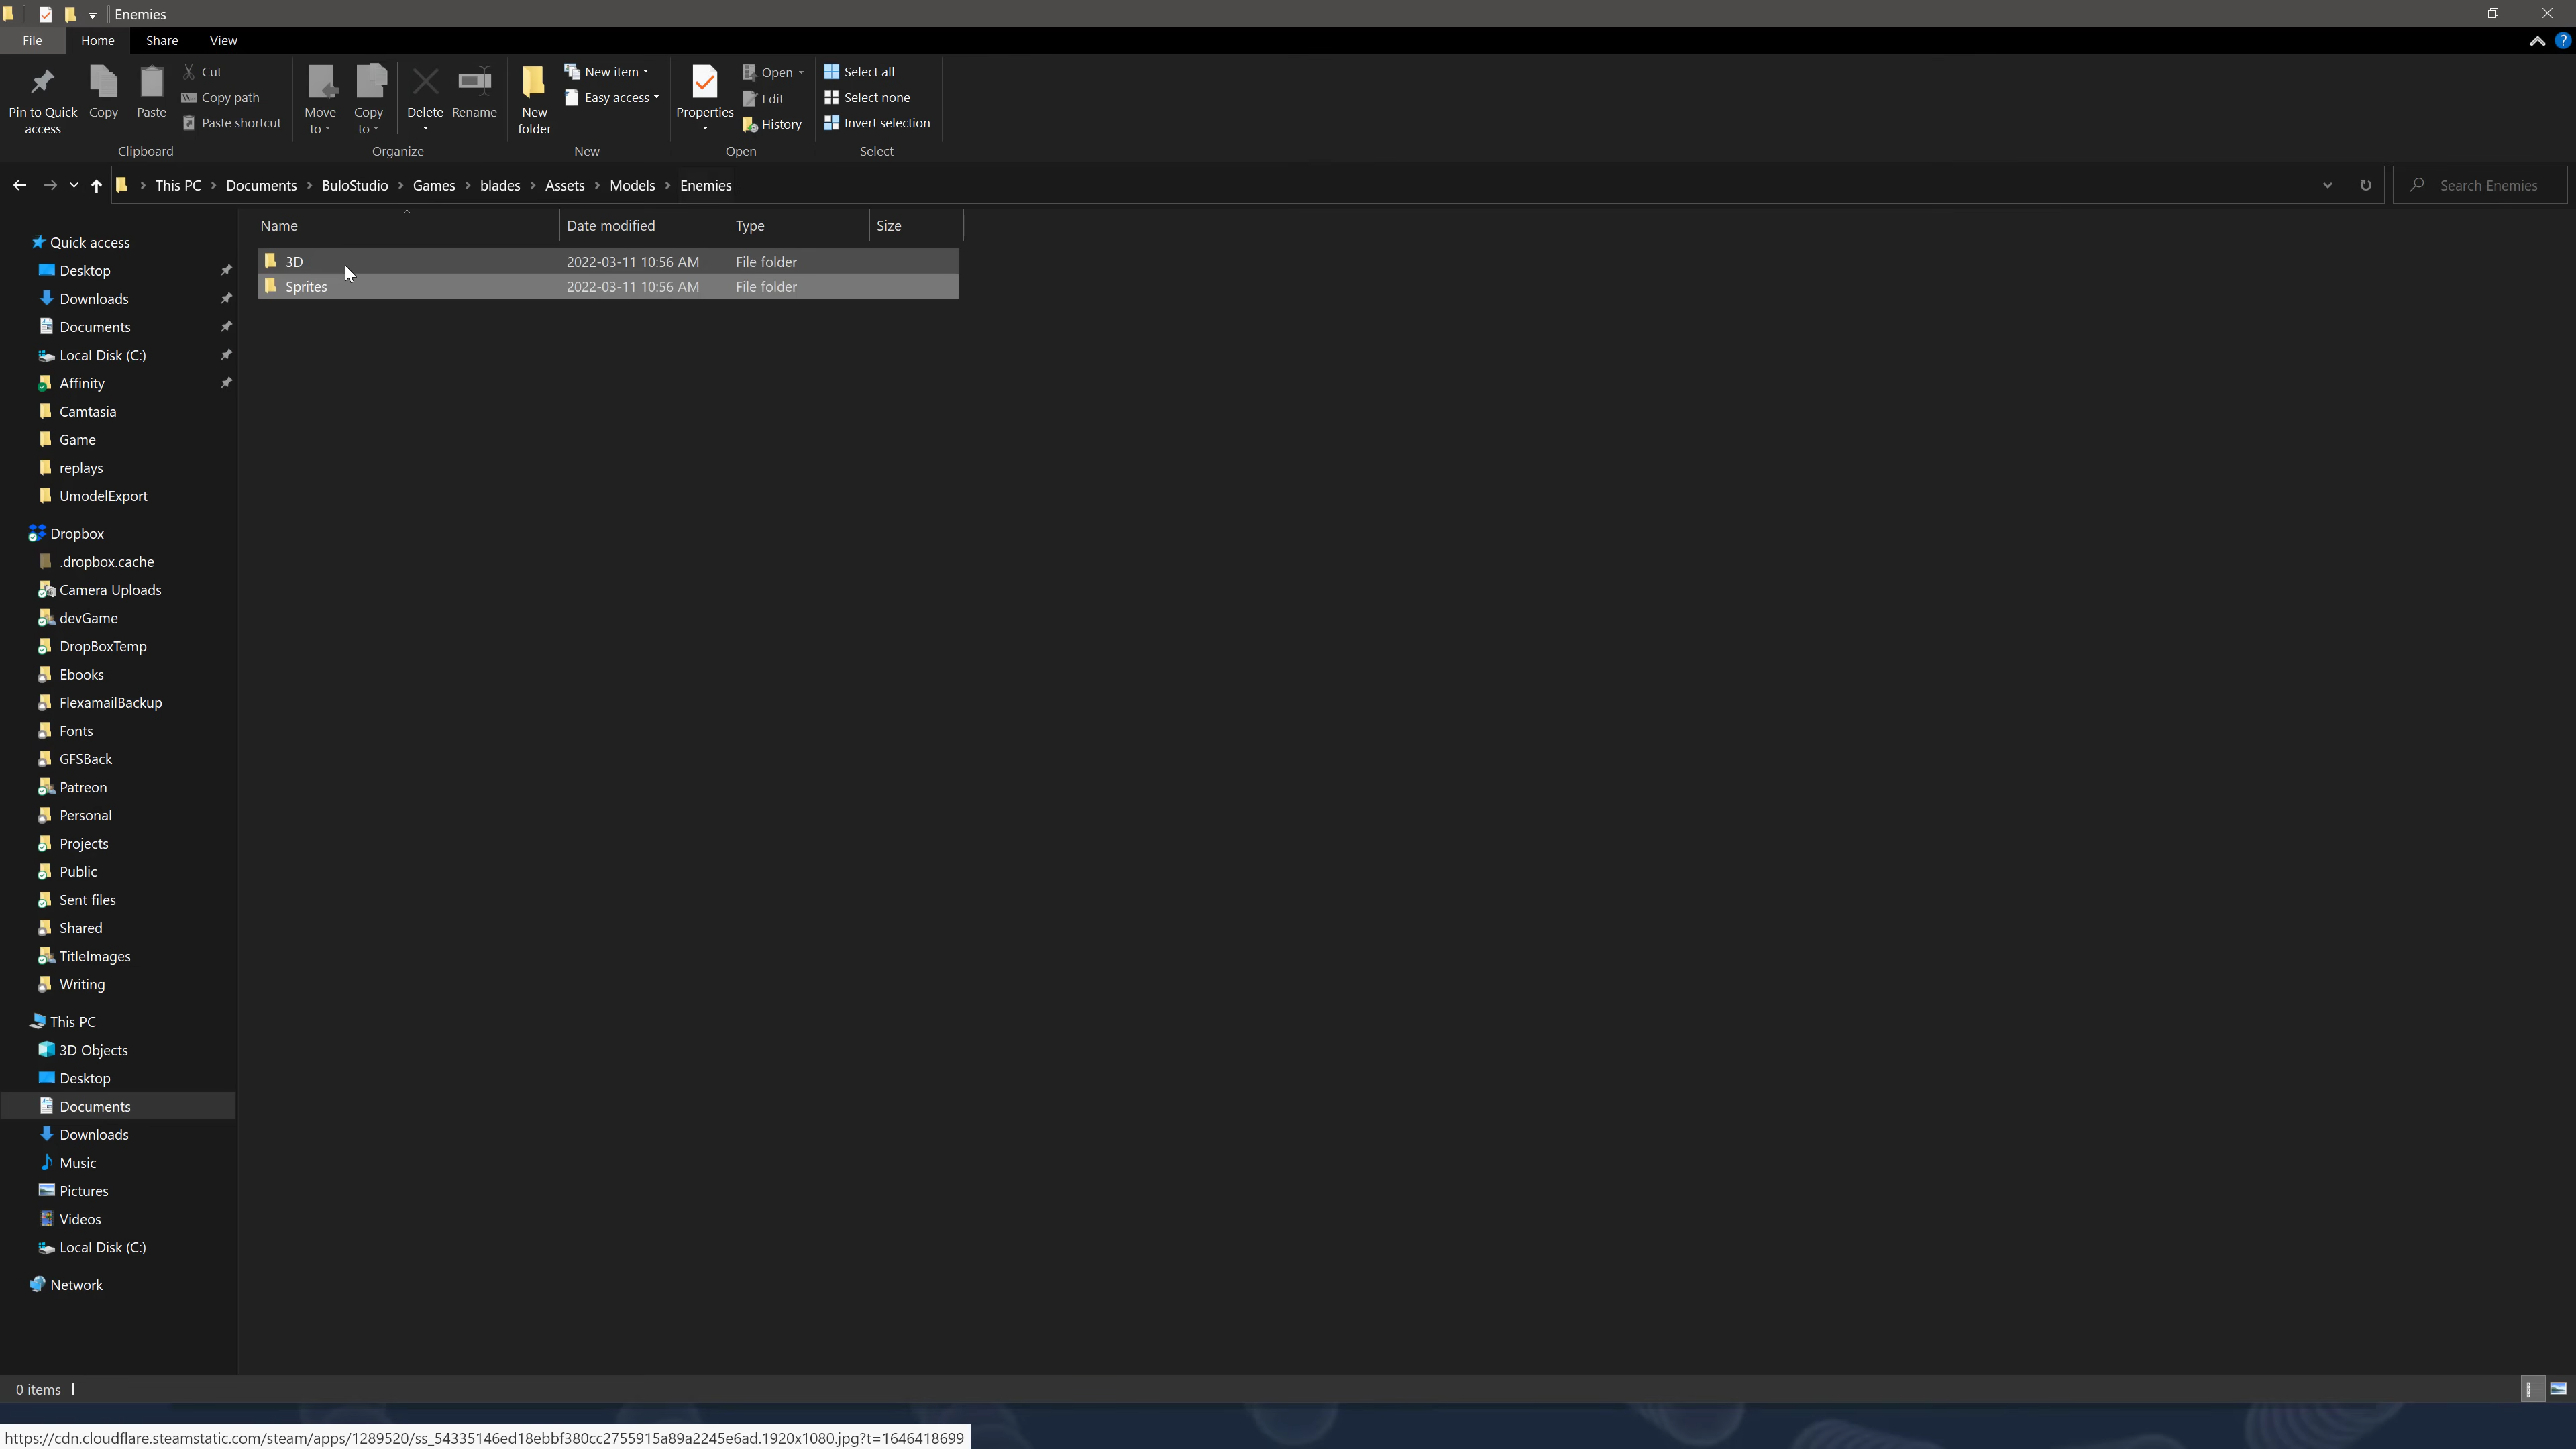 Enemies
File Home Share View
Pin to Quick access
Copy
Paste
Cut
Copy path
Paste shortcut
Clipboard
Move to
Copy to
Delete
Rename
Organize
New folder
New item
Easy access
New
Properties
Open
Edit
History
Open
Select all
Select none
Invert selection
Select
This PC > Documents > BuloStudio > Games > blades > Assets > Models > Enemies
Search Enemies
Name Date modified Type Size
3D 2022-03-11 10:56 AM File folder
Sprites 2022-03-11 10:56 AM File folder
Quick access
Desktop
Downloads
Documents
Local Disk (C:)
Affinity
Camtasia
Game
replays
UmodelExport
Dropbox
.dropbox.cache
Camera Uploads
devGame
DropBoxTemp
Ebooks
FlexamailBackup
Fonts
GFSBack
Patreon
Personal
Projects
Public
Sent files
Shared
TitleImages
Writing
This PC
3D Objects
Desktop
Documents
Downloads
Music
Pictures
Videos
Local Disk (C:)
Network
0 items
https://cdn.cloudflare.steamstatic.com/steam/apps/1289520/ss_54335146ed18ebbf380cc2755915a89a2245e6ad.1920x1080.jpg?t=1646418699